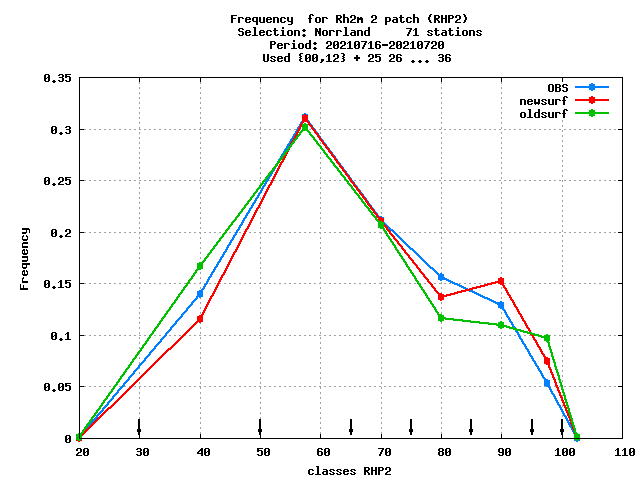 Frequency  for Rh2m 2 patch (RHP2)
Selection: Norrland     71 stations
Period: 20210716-20210720
Used {00,12} + 25 26 ... 36
0.35
0.3
0.25
0.2
0.15
0.1
0.05
0
Frequency
OBS
newsurf
oldsurf
20 30 40 50 60 70 80 90 100 110
classes RHP2